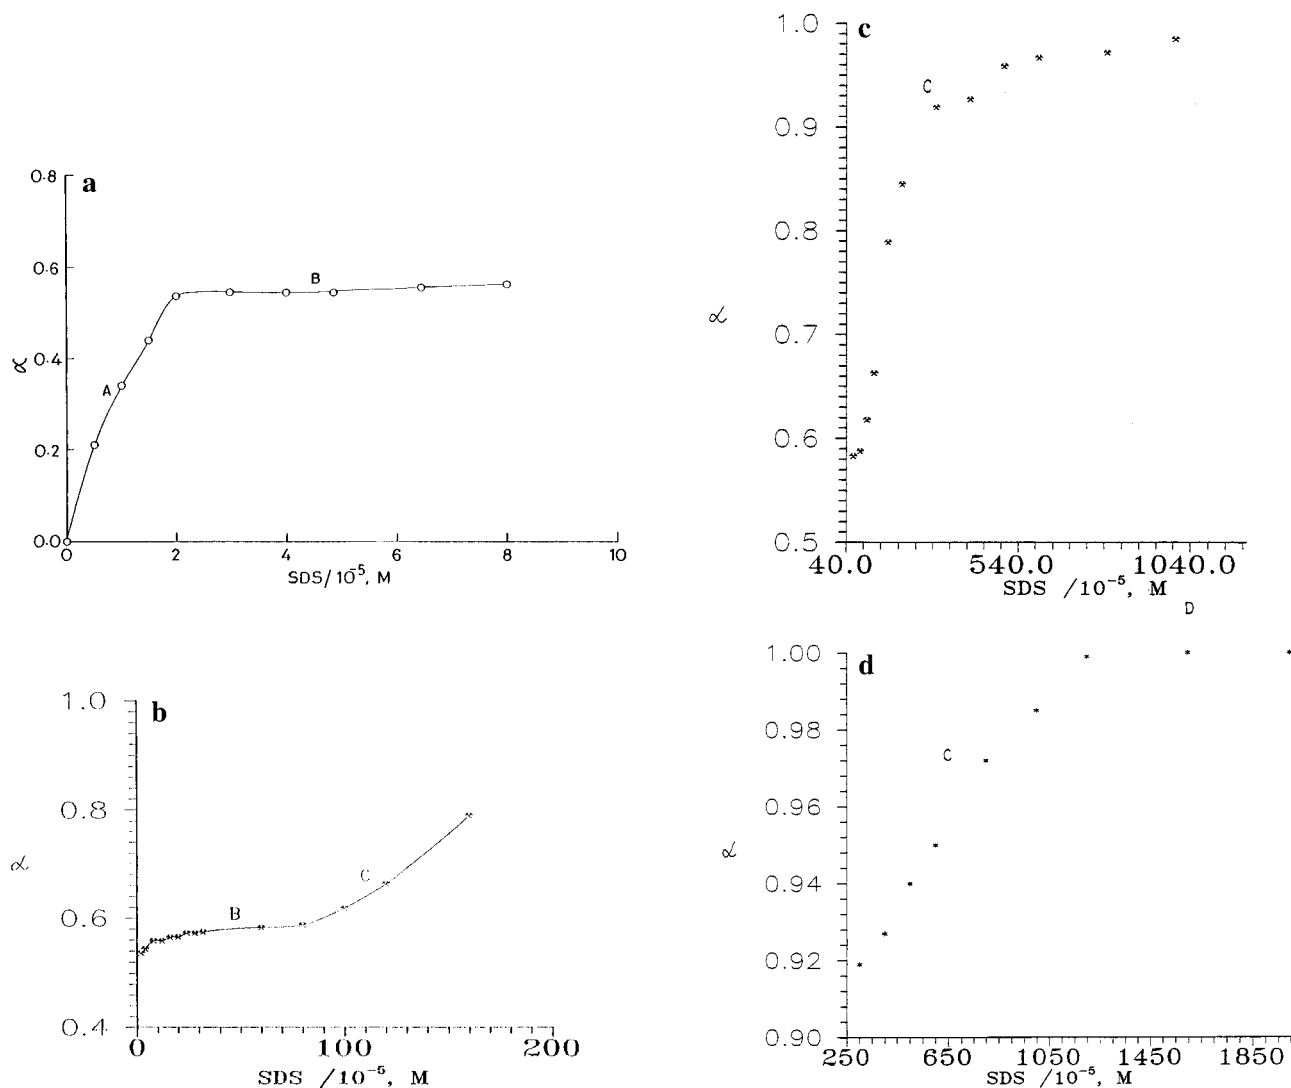 a
0.8
0.6
0.4
0.2
0.0
α
A
B
0
2
4
6
8
10
SDS/10⁻⁵, M
b
1.0
0.8
0.6
0.4
α
B
C
0
100
200
SDS /10⁻⁵, M
c
1.0
0.9
0.8
0.7
0.6
0.5
α
C
40.0
540.0
1040.0
SDS /10⁻⁵, M
D
d
1.00
0.98
0.96
0.94
0.92
0.90
α
C
250
650
1050
1450
1850
SDS /10⁻⁵, M